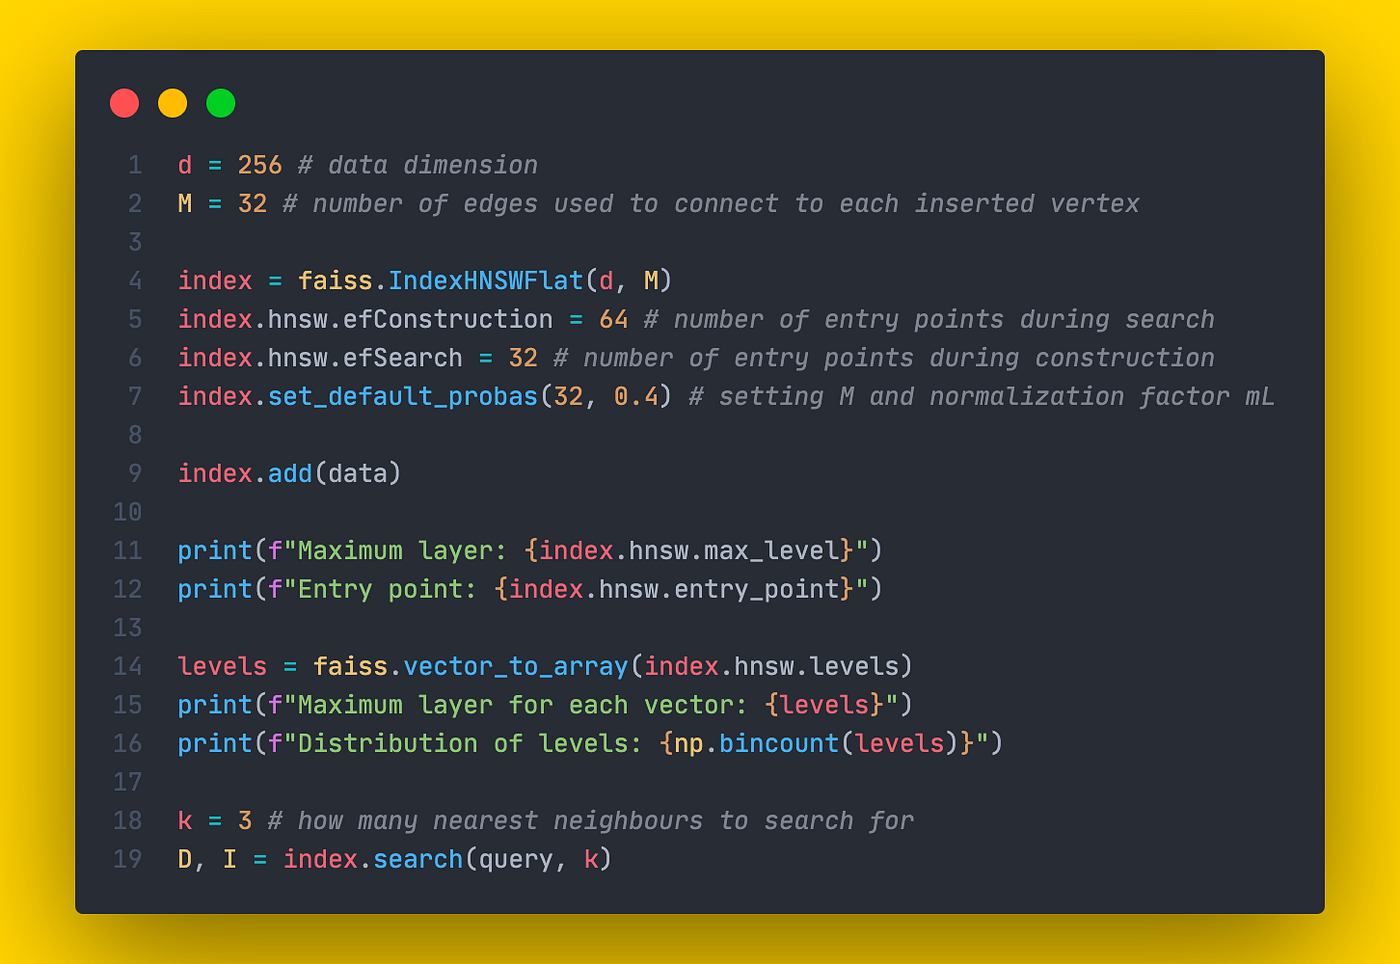 1 d = 256 # data dimension
2 M = 32 # number of edges used to connect to each inserted vertex
3
4 index = faiss.IndexHNSWFlat(d, M)
5 index.hnsw.efConstruction = 64 # number of entry points during search
6 index.hnsw.efSearch = 32 # number of entry points during construction
7 index.set_default_probas(32, 0.4) # setting M and normalization factor mL
8
9 index.add(data)
10
11 print(f"Maximum layer: {index.hnsw.max_level}")
12 print(f"Entry point: {index.hnsw.entry_point}")
13
14 levels = faiss.vector_to_array(index.hnsw.levels)
15 print(f"Maximum layer for each vector: {levels}")
16 print(f"Distribution of levels: {np.bincount(levels)}")
17
18 k = 3 # how many nearest neighbours to search for
19 D, I = index.search(query, k)